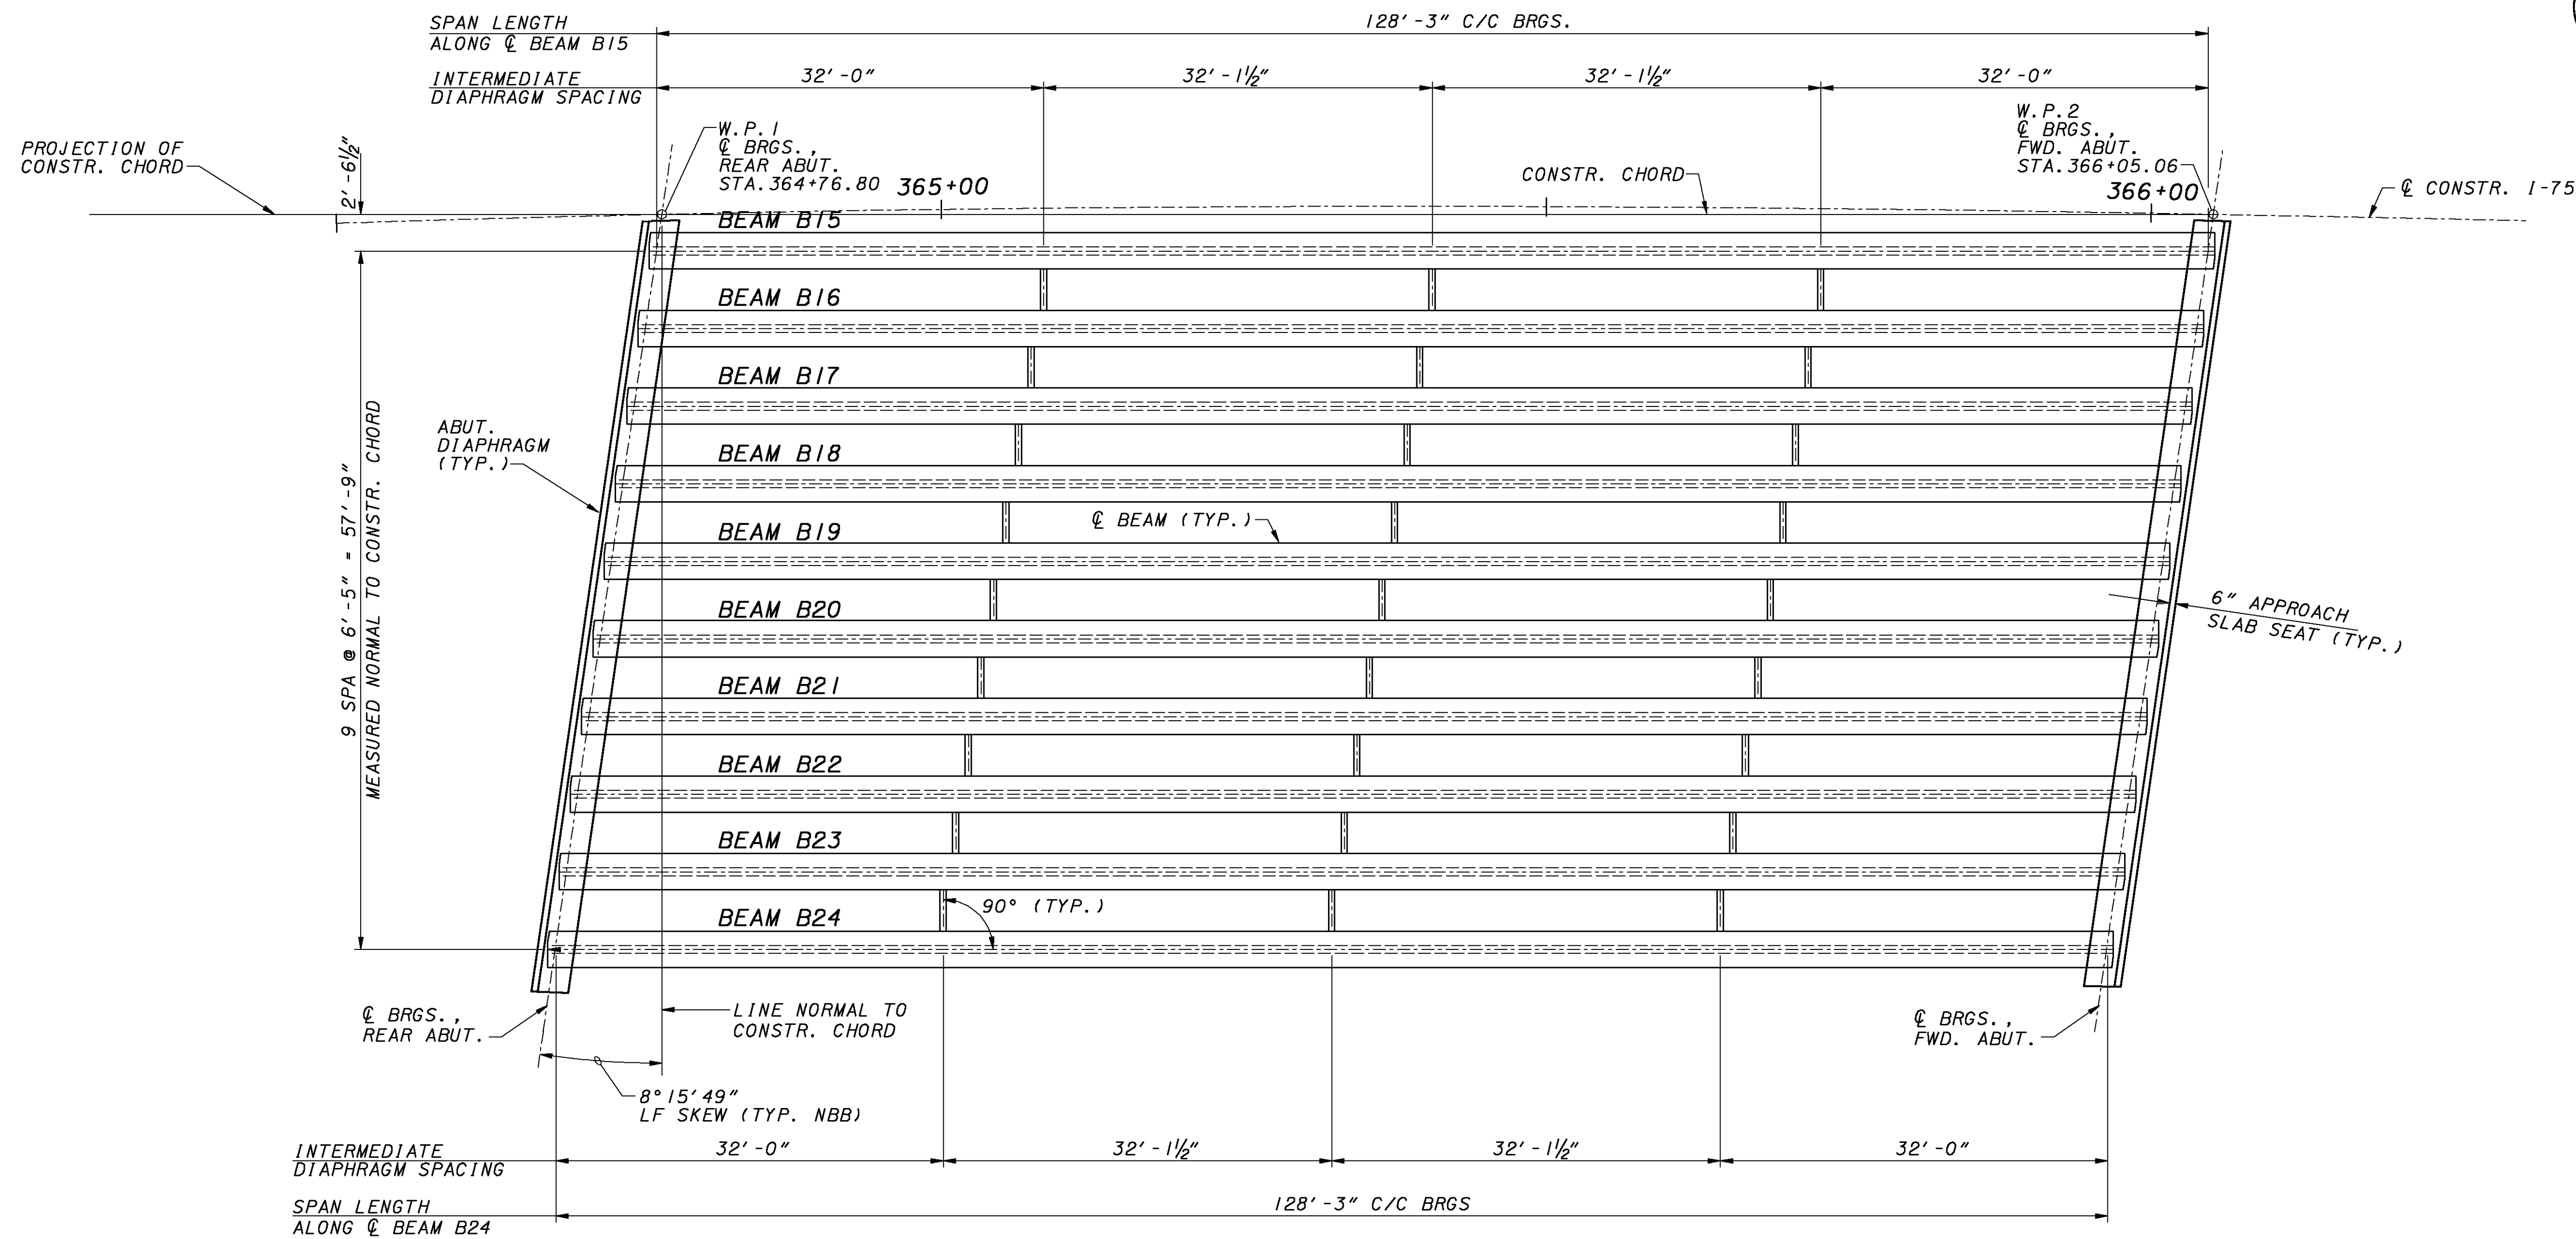 SPAN LENGTH
ALONG ℄ BEAM B15
128'-3" C/C BRGS.
INTERMEDIATE
DIAPHRAGM SPACING
32'-0"
32'-1½"
32'-1½"
32'-0"
PROJECTION OF
CONSTR. CHORD
2'-6½"
W.P.1
℄ BRGS.,
REAR ABUT.
STA.364+76.80
365+00
CONSTR. CHORD
W.P.2
℄ BRGS.,
FWD. ABUT.
STA.366+05.06
366+00
℄ CONSTR. I-75
BEAM B15
BEAM B16
BEAM B17
ABUT.
DIAPHRAGM
(TYP.)
BEAM B18
9 SPA @ 6'-5" = 57'-9"
MEASURED NORMAL TO CONSTR. CHORD
BEAM B19
℄ BEAM (TYP.)
BEAM B20
6" APPROACH
SLAB SEAT (TYP.)
BEAM B21
BEAM B22
BEAM B23
BEAM B24
90° (TYP.)
℄ BRGS.,
REAR ABUT.
LINE NORMAL TO
CONSTR. CHORD
℄ BRGS.,
FWD. ABUT.
8°15'49"
LF SKEW (TYP. NBB)
INTERMEDIATE
DIAPHRAGM SPACING
32'-0"
32'-1½"
32'-1½"
32'-0"
SPAN LENGTH
ALONG ℄ BEAM B24
128'-3" C/C BRGS